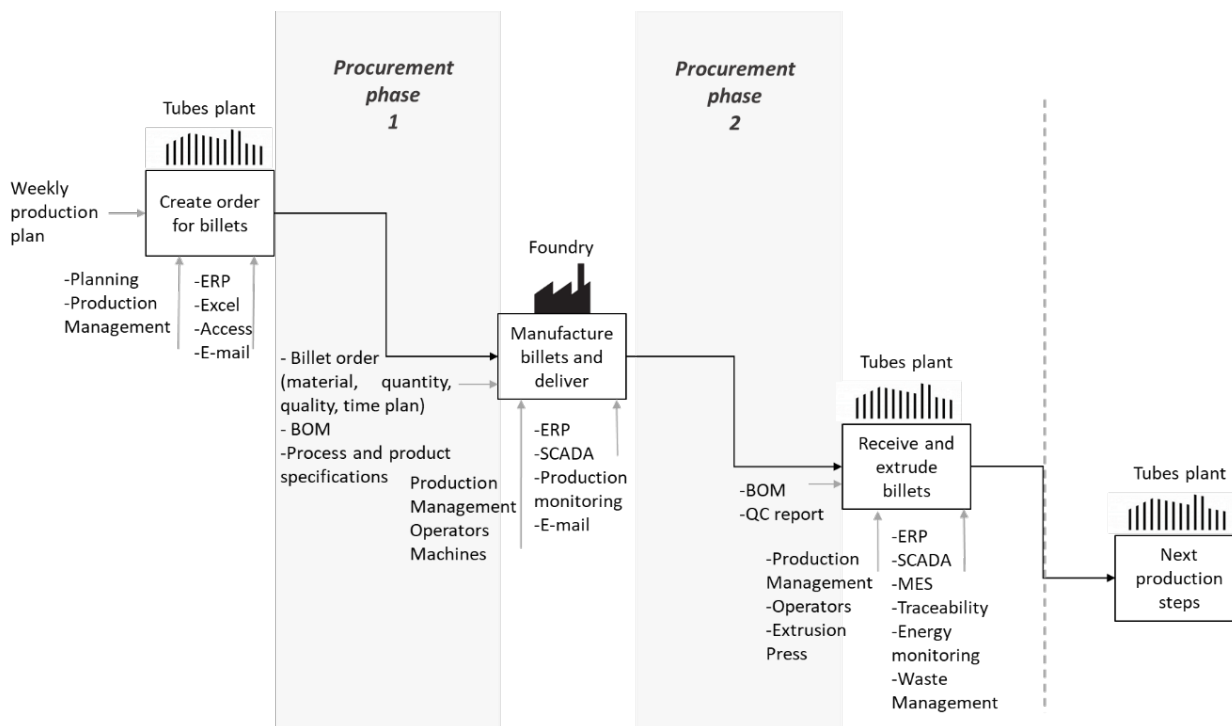 Procurement
phase
1
Procurement
phase
2
Tubes plant
Weekly
production
plan
Create order
for billets
-Planning
-Production
Management
-ERP
-Excel
-Access
-E-mail
Foundry
Manufacture
billets and
deliver
- Billet order
(material, quantity,
quality, time plan)
- BOM
-Process and product
specifications
Production
Management
Operators
Machines
-ERP
-SCADA
-Production
monitoring
-E-mail
Tubes plant
Receive and
extrude
billets
-BOM
-QC report
-Production
Management
-Operators
-Extrusion
Press
-ERP
-SCADA
-MES
-Traceability
-Energy
monitoring
-Waste
Management
Tubes plant
Next
production
steps